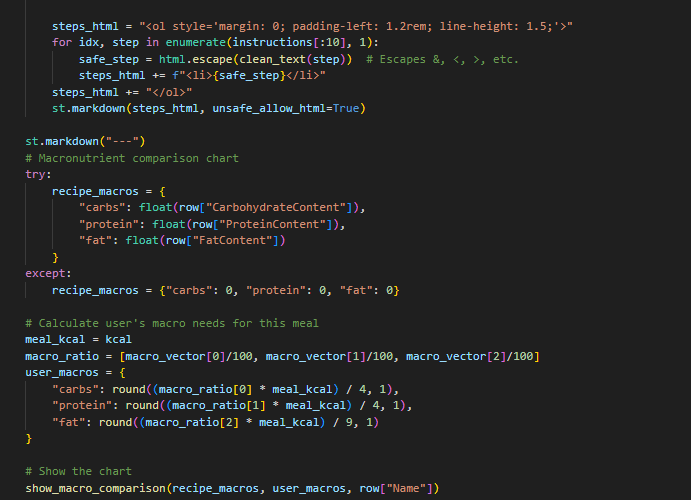 steps_html = "<ol style='margin: 0; padding-left: 1.2rem; line-height: 1.5;'>"
for idx, step in enumerate(instructions[:10], 1):
safe_step = html.escape(clean_text(step))  # Escapes &, <, >, etc.
steps_html += f"<li>{safe_step}</li>"
steps_html += "</ol>"
st.markdown(steps_html, unsafe_allow_html=True)
st.markdown("---")
# Macronutrient comparison chart
try:
recipe_macros = {
"carbs": float(row["CarbohydrateContent"]),
"protein": float(row["ProteinContent"]),
"fat": float(row["FatContent"])
}
except:
recipe_macros = {"carbs": 0, "protein": 0, "fat": 0}
# Calculate user's macro needs for this meal
meal_kcal = kcal
macro_ratio = [macro_vector[0]/100, macro_vector[1]/100, macro_vector[2]/100]
user_macros = {
"carbs": round((macro_ratio[0] * meal_kcal) / 4, 1),
"protein": round((macro_ratio[1] * meal_kcal) / 4, 1),
"fat": round((macro_ratio[2] * meal_kcal) / 9, 1)
}
# Show the chart
show_macro_comparison(recipe_macros, user_macros, row["Name"])